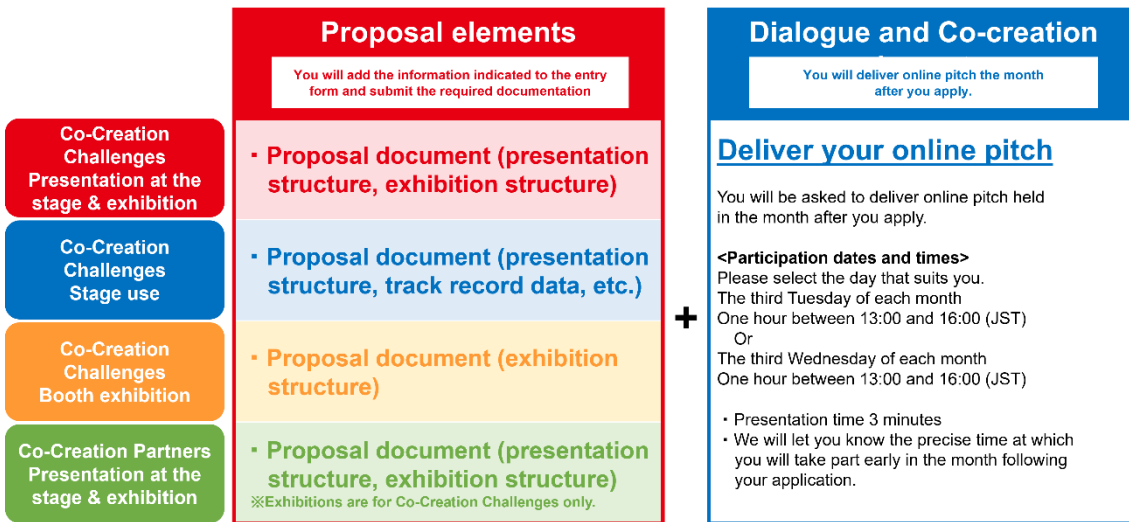 Proposal elements
You will add the information indicated to the entry
form and submit the required documentation
Dialogue and Co-creation
You will deliver online pitch the month
after you apply.
Co-Creation
Challenges
Presentation at the
stage & exhibition
・Proposal document (presentation
structure, exhibition structure)
Co-Creation
Challenges
Stage use
・Proposal document (presentation
structure, track record data, etc.)
Co-Creation
Challenges
Booth exhibition
・Proposal document (exhibition
structure)
Co-Creation Partners
Presentation at the
stage & exhibition
・Proposal document (presentation
structure, exhibition structure)
※Exhibitions are for Co-Creation Challenges only.
+
Deliver your online pitch
You will be asked to deliver online pitch held
in the month after you apply.
<Participation dates and times>
Please select the day that suits you.
The third Tuesday of each month
One hour between 13:00 and 16:00 (JST)
Or
The third Wednesday of each month
One hour between 13:00 and 16:00 (JST)
・Presentation time 3 minutes
・We will let you know the precise time at which
you will take part early in the month following
your application.